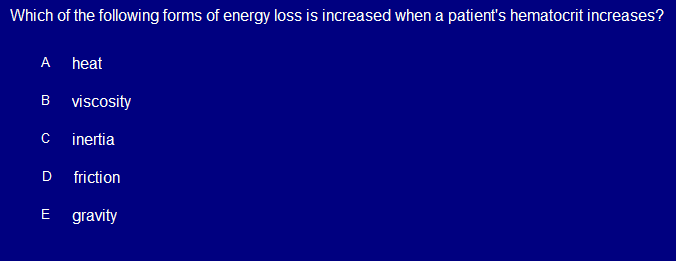 Which of the following forms of energy loss is increased when a patient's hematocrit increases?
A heat
B viscosity
C inertia
D friction
E gravity